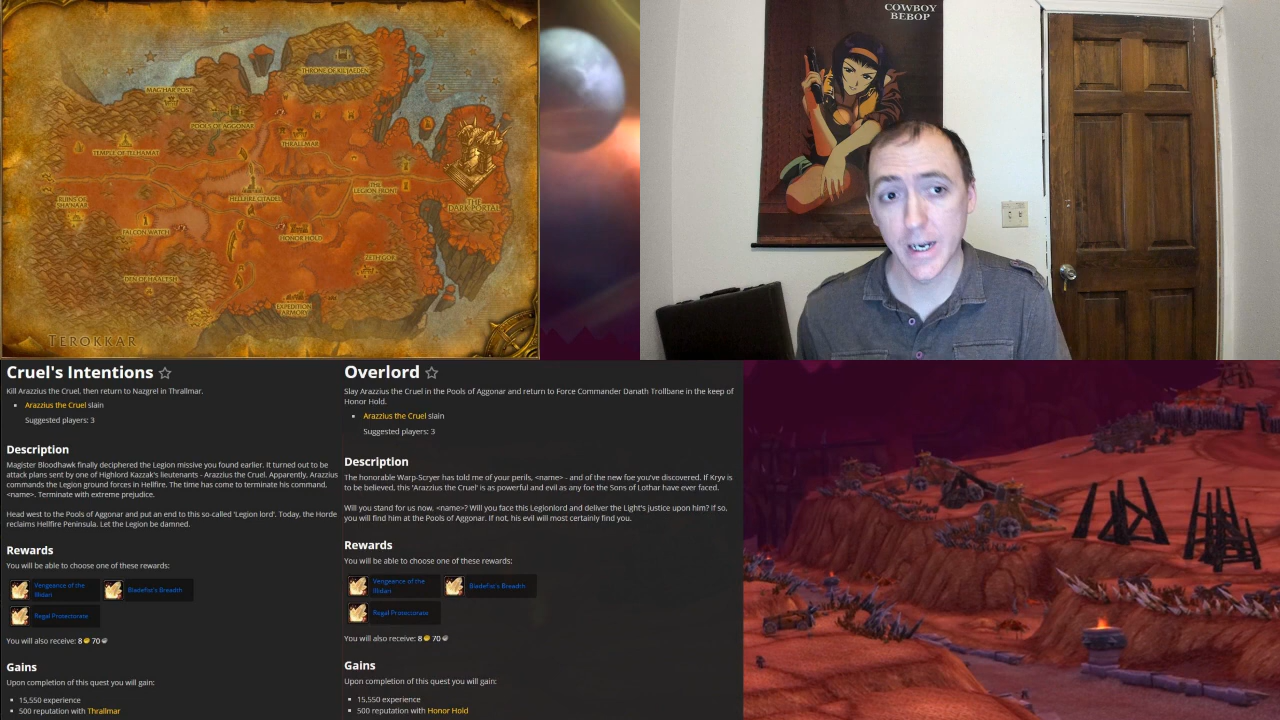 THRONE OF KIL'JAEDEN
MAG'HAR POST
POOLS OF AGGONAR
THRALLMAR
TEMPLE OF TELHAMAT
THE
LEGION FRONT
HELLFIRE CITADEL
RUINS OF
SHA'NAAR
THE
DARK PORTAL
FALCON WATCH
HONOR HOLD
ZETH'GOR
DEN OF HAAL'ESH
EXPEDITION
ARMORY
TEROKKAR
COWBOY
BEBOP
Cruel's Intentions
Kill Arazzius the Cruel, then return to Nazgrel in Thrallmar.
Arazzius the Cruel slain
Suggested players: 3
Description
Magister Bloodhawk finally deciphered the Legion missive you found earlier. It turned out to be
attack plans sent by one of Highlord Kazzak's lieutenants - Arazzius the Cruel. Apparently, Arazzius
commands the Legion ground forces in Hellfire. The time has come to terminate his command,
<name>. Terminate with extreme prejudice.
Head west to the Pools of Aggonar and put an end to this so-called 'Legion lord'. Today, the Horde
reclaims Hellfire Peninsula. Let the Legion be damned.
Rewards
You will be able to choose one of these rewards:
Vengeance of the
Illidari
Bladefist's Breadth
Regal Protectorate
You will also receive: 8 70
Gains
Upon completion of this quest you will gain:
15,550 experience
500 reputation with Thrallmar
Overlord
Slay Arazzius the Cruel in the Pools of Aggonar and return to Force Commander Danath Trollbane in the keep of
Honor Hold.
Arazzius the Cruel slain
Suggested players: 3
Description
The honorable Warp-Scryer has told me of your perils, <name> - and of the new foe you've discovered. If Kryv is
to be believed, this 'Arazzius the Cruel' is as powerful and evil as any foe the Sons of Lothar have ever faced.
Will you stand for us now, <name>? Will you face this Legionlord and deliver the Light's justice upon him? If so,
you will find him at the Pools of Aggonar. If not, his evil will most certainly find you.
Rewards
You will be able to choose one of these rewards:
Vengeance of the
Illidari
Bladefist's Breadth
Regal Protectorate
You will also receive: 8 70
Gains
Upon completion of this quest you will gain:
15,550 experience
500 reputation with Honor Hold